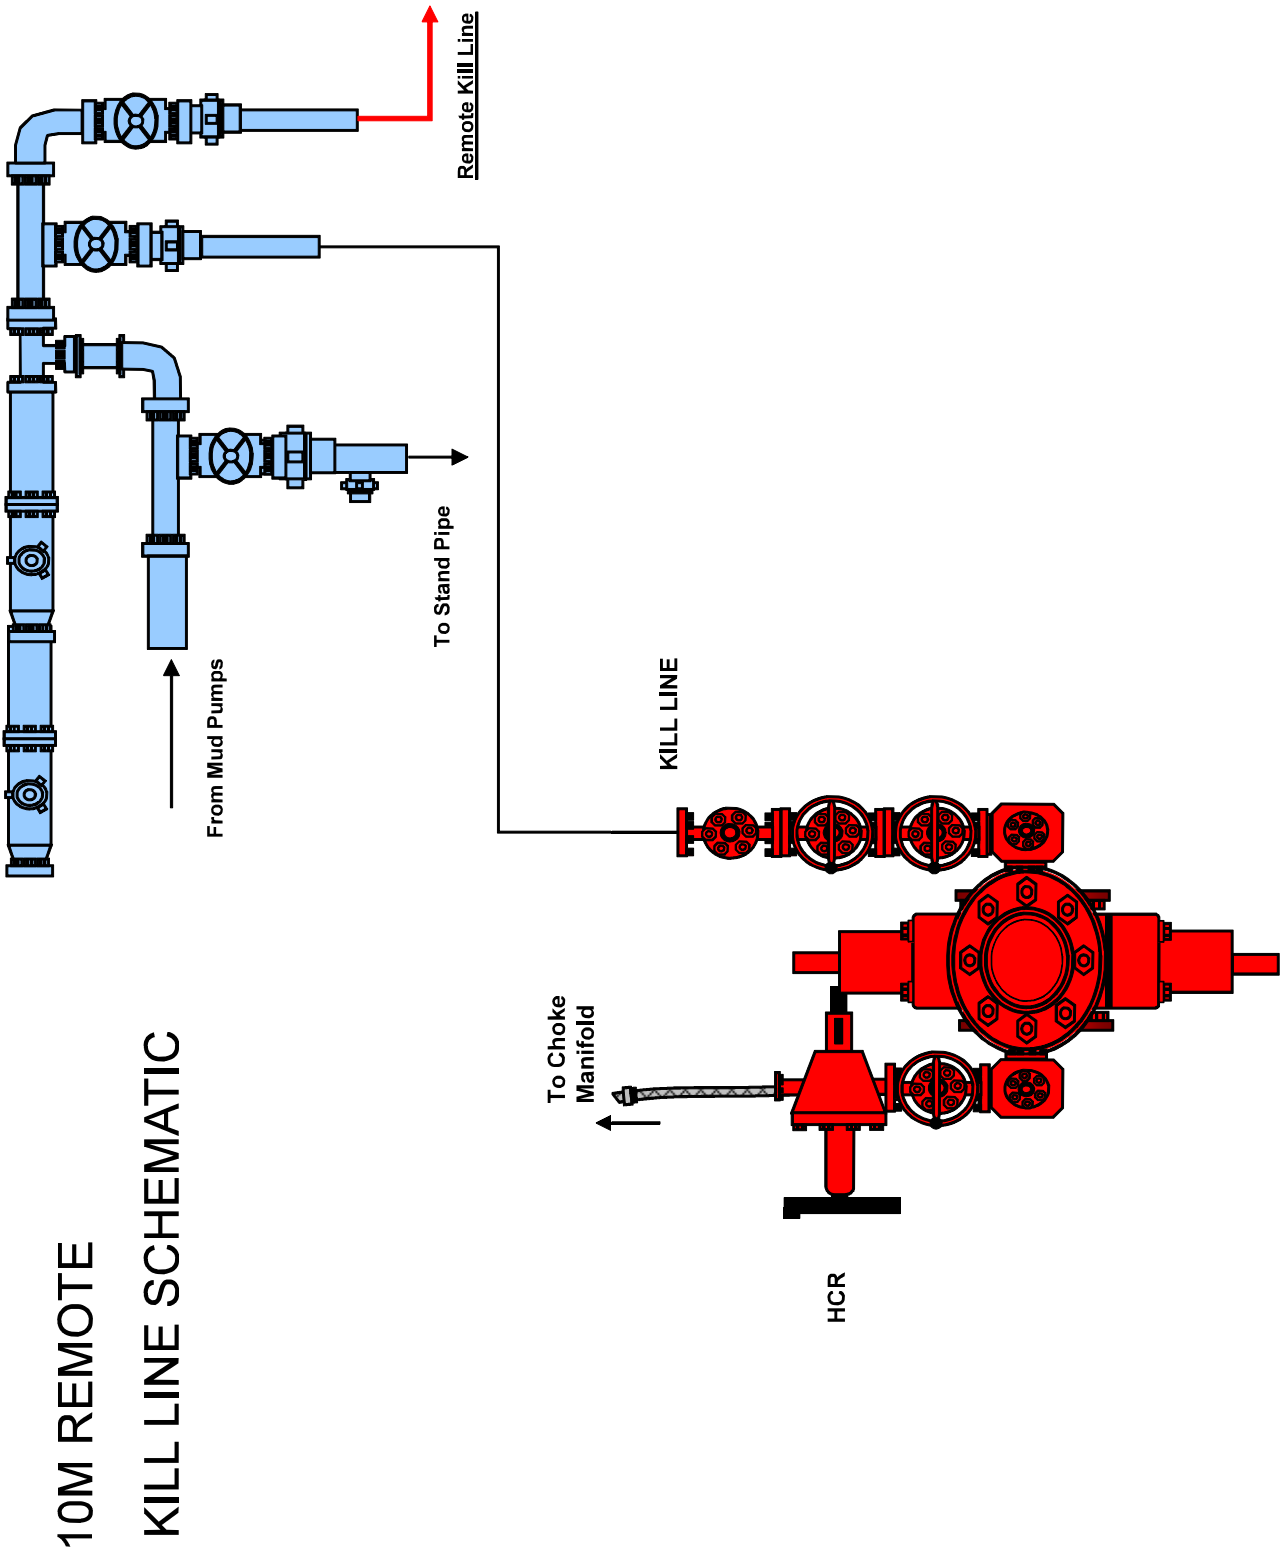 10M REMOTE
KILL LINE SCHEMATIC
From Mud Pumps
To Stand Pipe
Remote Kill Line
KILL LINE
To Choke
Manifold
HCR